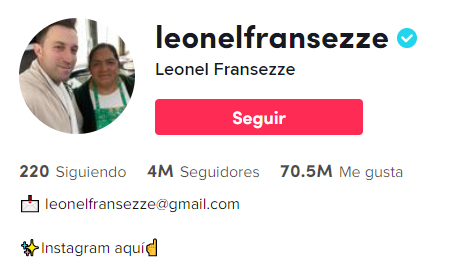 leonelfransezze
Leonel Fransezze
Seguir
220 Siguiendo 4M Seguidores 70.5M Me gusta
📩 leonelfransezze@gmail.com
✨Instagram aquí☝